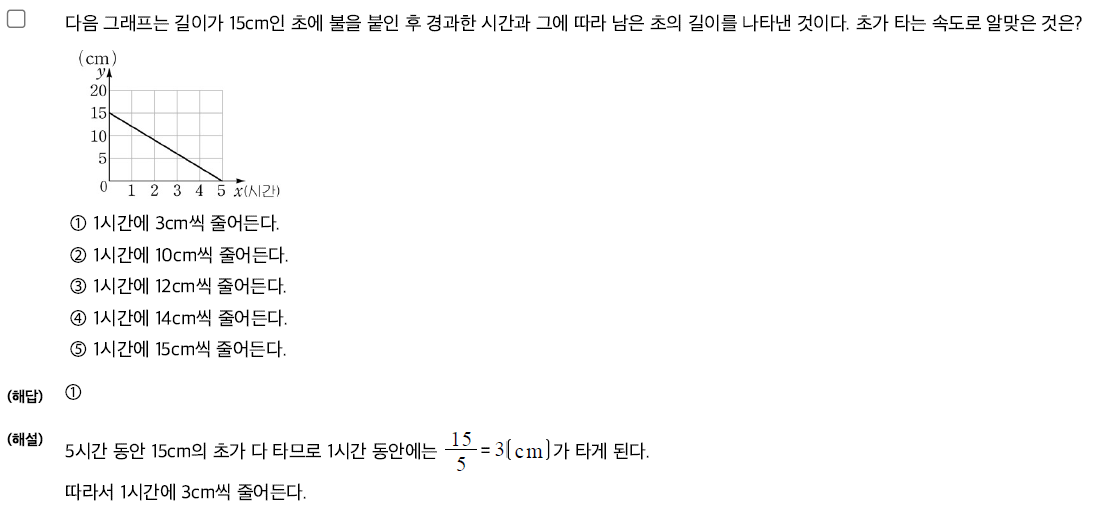 다음 그래프는 길이가 15cm인 초에 불을 붙인 후 경과한 시간과 그에 따라 남은 초의 길이를 나타낸 것이다. 초가 타는 속도로 알맞은 것은?
(cm)
y
20
15
10
5
0 1 2 3 4 5 x(시간)
① 1시간에 3cm씩 줄어든다.
② 1시간에 10cm씩 줄어든다.
③ 1시간에 12cm씩 줄어든다.
④ 1시간에 14cm씩 줄어든다.
⑤ 1시간에 15cm씩 줄어든다.
(해답) ①
(해설) 5시간 동안 15cm의 초가 다 타므로 1시간 동안에는 15/5 = 3(cm)가 타게 된다.
따라서 1시간에 3cm씩 줄어든다.